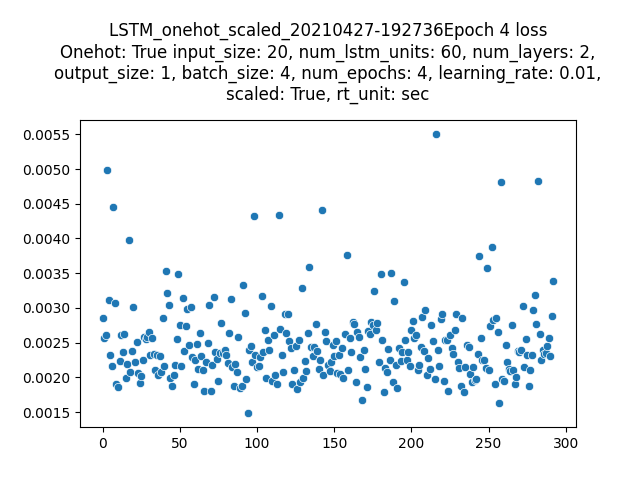 LSTM_onehot_scaled_20210427-192736Epoch 4 loss
Onehot: True input_size: 20, num_lstm_units: 60, num_layers: 2,
output_size: 1, batch_size: 4, num_epochs: 4, learning_rate: 0.01,
scaled: True, rt_unit: sec
0.0055
0.0050
0.0045
0.0040
0.0035
0.0030
0.0025
0.0020
0.0015
0 50 100 150 200 250 300